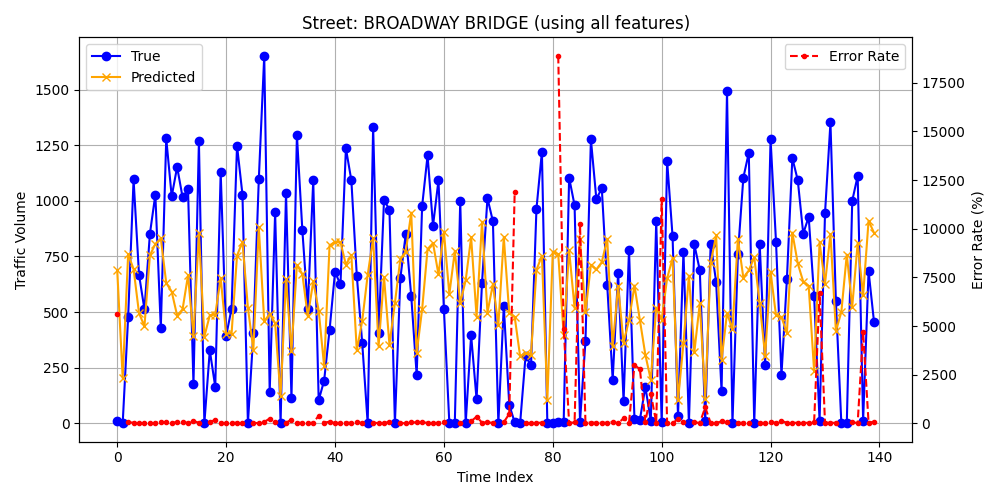 Street: BROADWAY BRIDGE (using all features)
True
Predicted
Error Rate
Traffic Volume
1500
1250
1000
750
500
250
0
17500
15000
12500
10000
7500
5000
2500
0
Error Rate (%)
0 20 40 60 80 100 120 140
Time Index